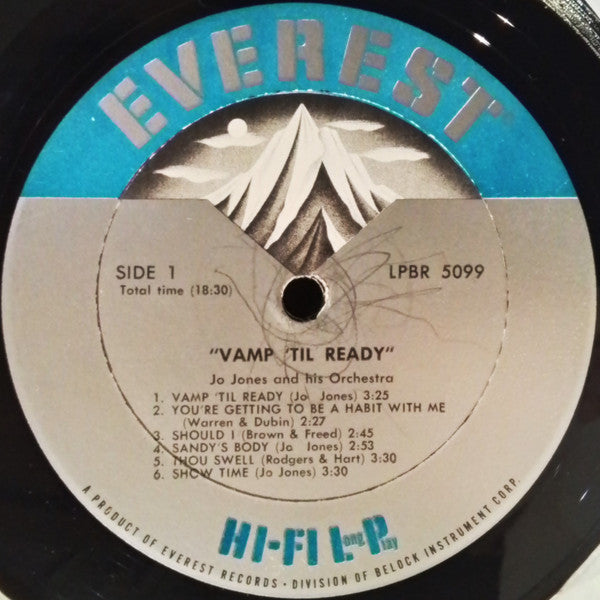 EVEREST
SIDE 1
Total time (18:30)
LPBR 5099
"VAMP 'TIL READY"
Jo Jones and his Orchestra
1. VAMP 'TIL READY (Jo Jones) 3:25
2. YOU'RE GETTING TO BE A HABIT WITH ME
(Warren & Dubin) 2:27
3. SHOULD I (Brown & Freed) 2:45
4. SANDY'S BODY (Jo Jones) 2:53
5. THOU SWELL (Rodgers & Hart) 3:30
6. SHOW TIME (Jo Jones) 3:30
HI-FI Long Play
A PRODUCT OF EVEREST RECORDS · DIVISION OF BELOCK INSTRUMENT CORP.